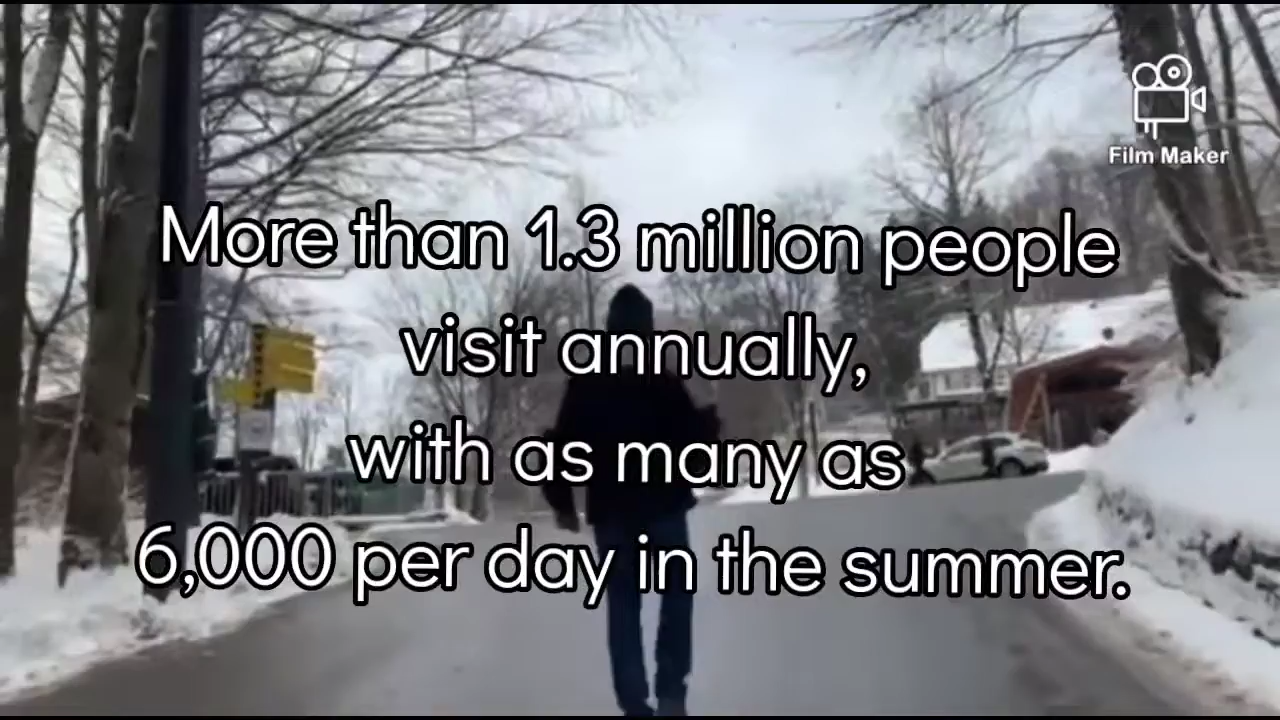 Film Maker
More than 1.3 million people
visit annually,
with as many as
6,000 per day in the summer.